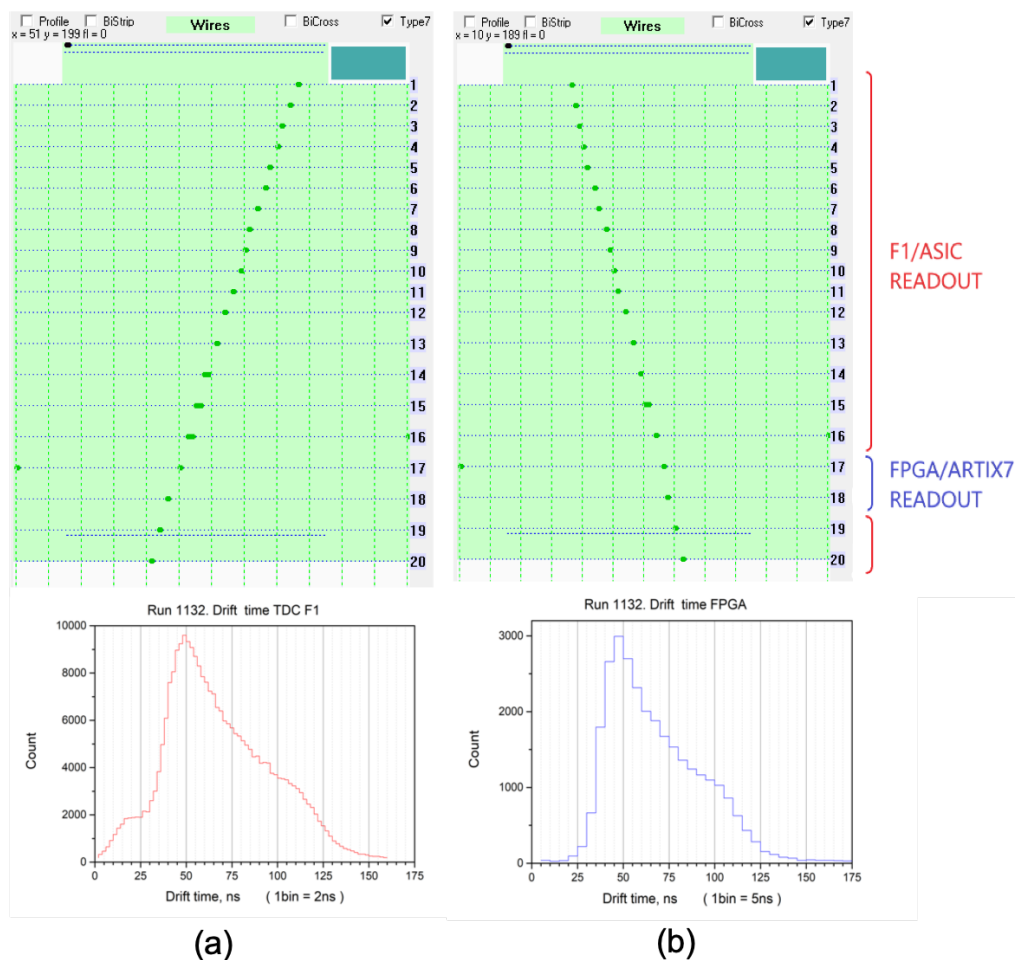 Profile BiStrip Wires BiCross Type7
x = 51 y = 199 fl = 0
1
2
3
4
5
6
7
8
9
10
11
12
13
14
15
16
17
18
19
20
Profile BiStrip Wires BiCross Type7
x = 10 y = 189 fl = 0
1
2
3
4
5
6
7
8
9
10
11
12
13
14
15
16
17
18
19
20
F1/ASIC
READOUT
FPGA/ARTIX7
READOUT
Run 1132. Drift time TDC F1
10000
8000
6000
4000
2000
0
Count
0 25 50 75 100 125 150 175
Drift time, ns ( 1bin = 2ns )
(a)
Run 1132. Drift time FPGA
3000
2000
1000
0
Count
0 25 50 75 100 125 150 175
Drift time, ns ( 1bin = 5ns )
(b)